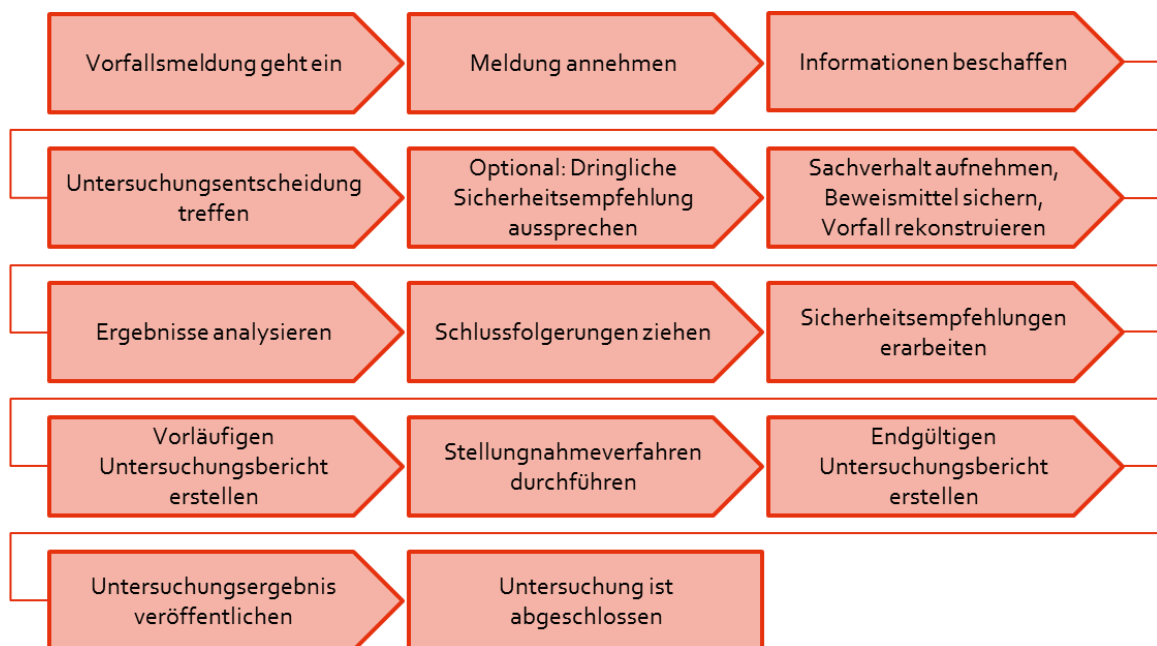 Vorfallsmeldung geht ein
Meldung annehmen
Informationen beschaffen
Untersuchungsentscheidung
treffen
Optional: Dringliche
Sicherheitsempfehlung
aussprechen
Sachverhalt aufnehmen,
Beweismittel sichern,
Vorfall rekonstruieren
Ergebnisse analysieren
Schlussfolgerungen ziehen
Sicherheitsempfehlungen
erarbeiten
Vorläufigen
Untersuchungsbericht
erstellen
Stellungnahmeverfahren
durchführen
Endgültigen
Untersuchungsbericht
erstellen
Untersuchungsergebnis
veröffentlichen
Untersuchung ist
abgeschlossen